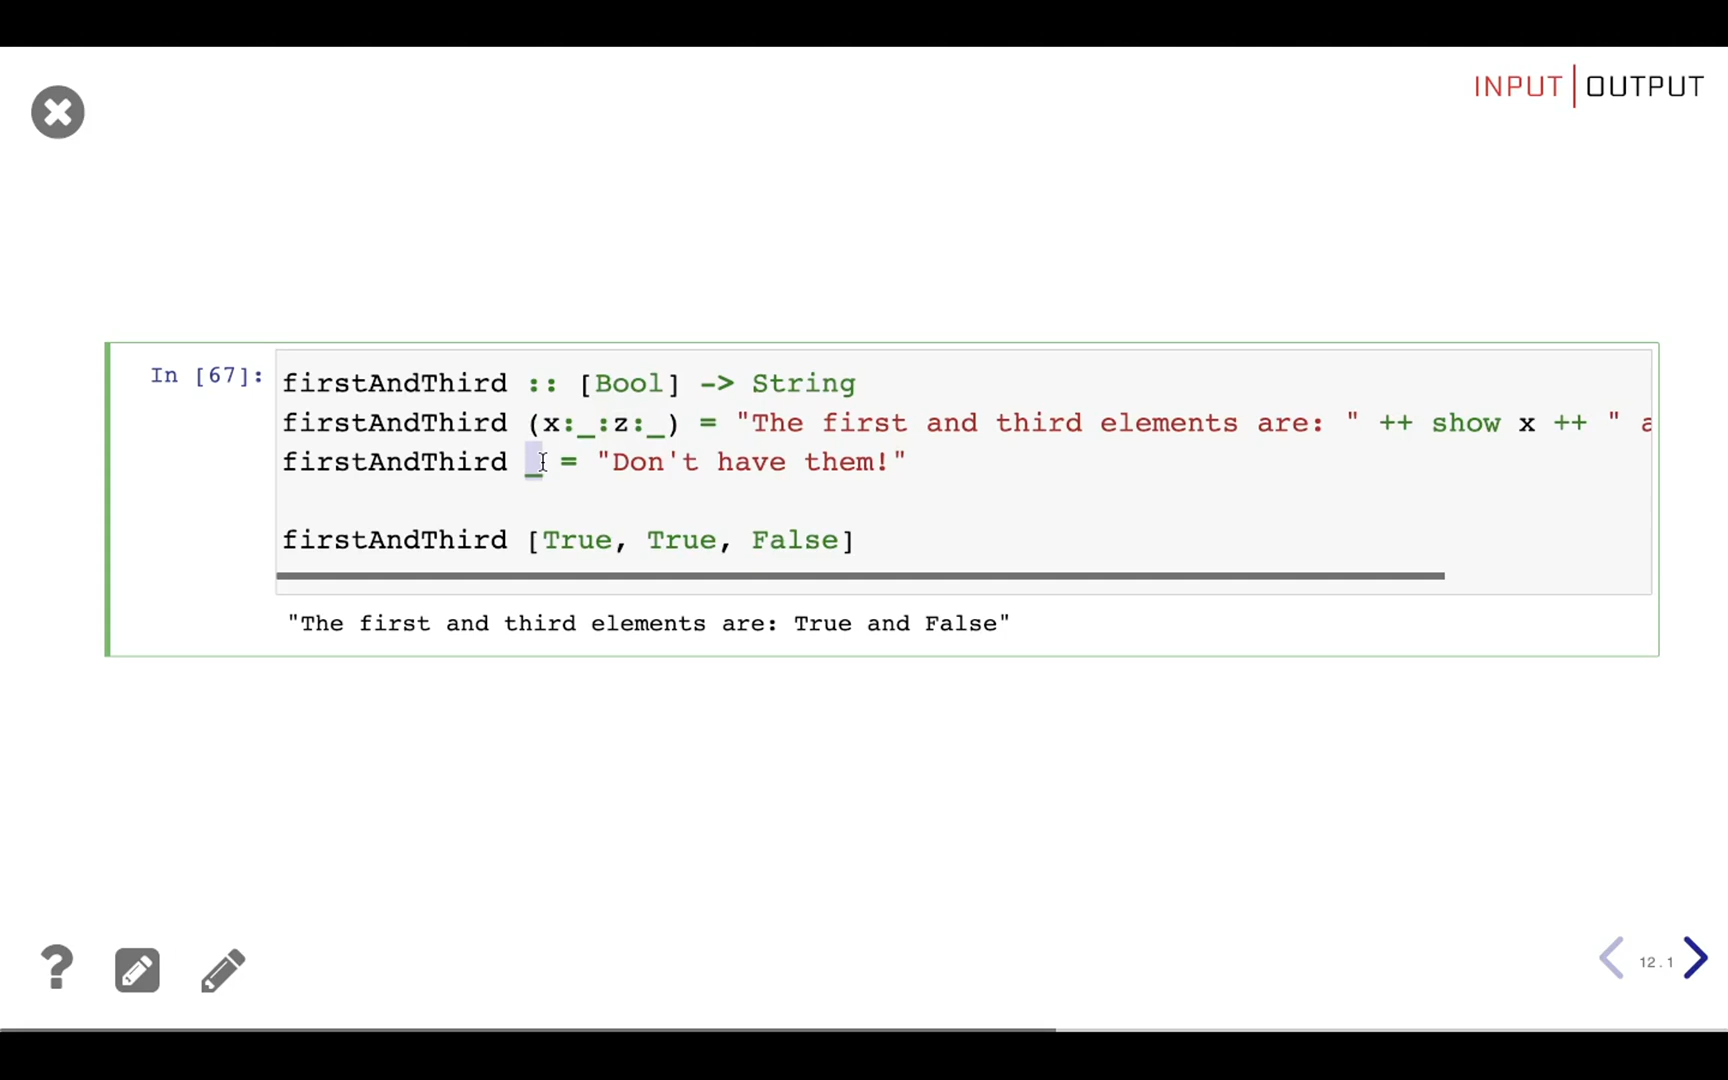 INPUT | OUTPUT
In [67]:
firstAndThird :: [Bool] -> String
firstAndThird (x:_:z:_) = "The first and third elements are: " ++ show x ++ " a
firstAndThird _ = "Don't have them!"
firstAndThird [True, True, False]
"The first and third elements are: True and False"
?
12.1